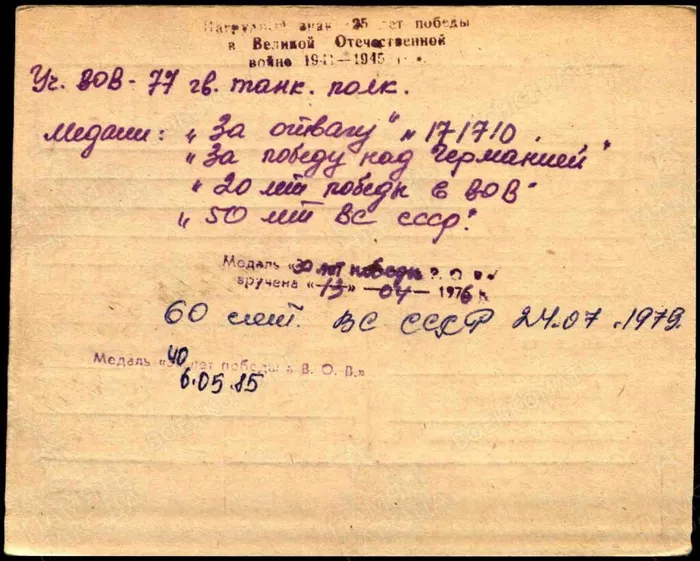 Нагрудный знак «25 лет победы
в Великой Отечественной
войне 1941—1945 г.г.
Уч. ВОВ - 77 гв. танк. полк.
Медали: „За отвагу" № 171710.
„За победу над Германией"
„20 лет победы в ВОВ"
„50 лет ВС СССР."
Медаль «30 лет победы в В. О. В.»
вручена «13» —04— 1976 г.
60 лет. ВС СССР 24.07.1979.
40
Медаль « лет победы в В. О. В.»
6.05.85